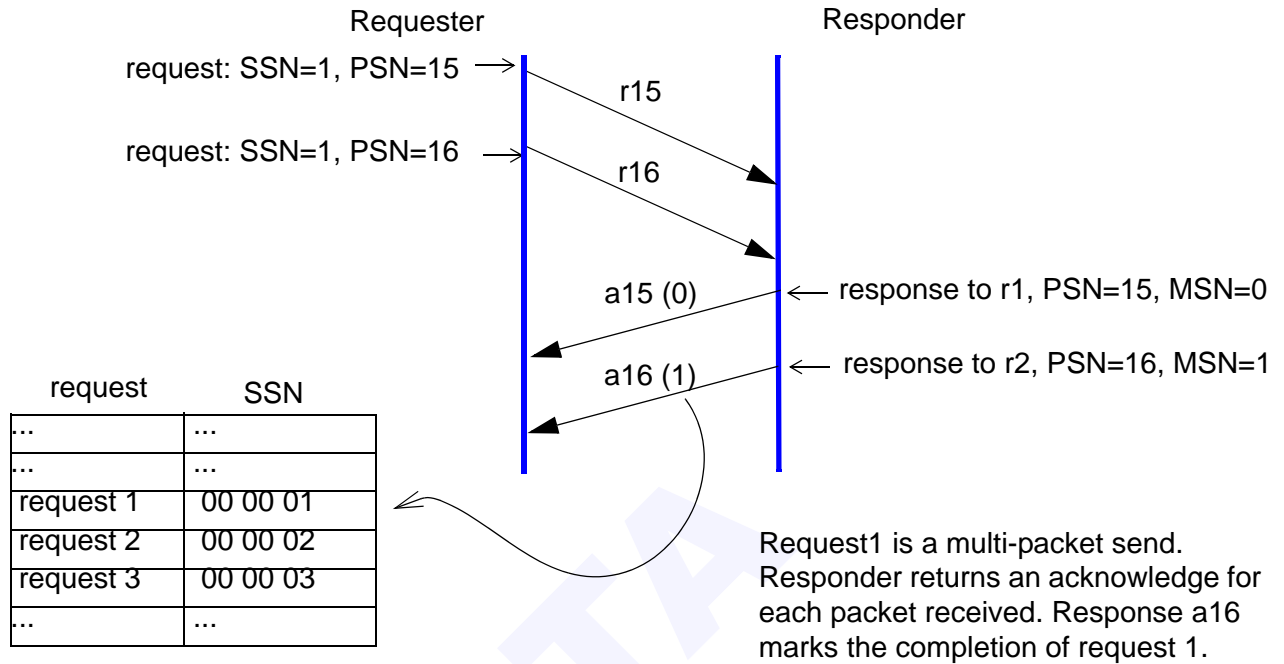 Requester
Responder
request: SSN=1, PSN=15
r15
request: SSN=1, PSN=16
r16
a15 (0)
response to r1, PSN=15, MSN=0
a16 (1)
response to r2, PSN=16, MSN=1
request SSN
... ...
... ...
request 1 00 00 01
request 2 00 00 02
request 3 00 00 03
... ...
Request1 is a multi-packet send.
Responder returns an acknowledge for
each packet received. Response a16
marks the completion of request 1.